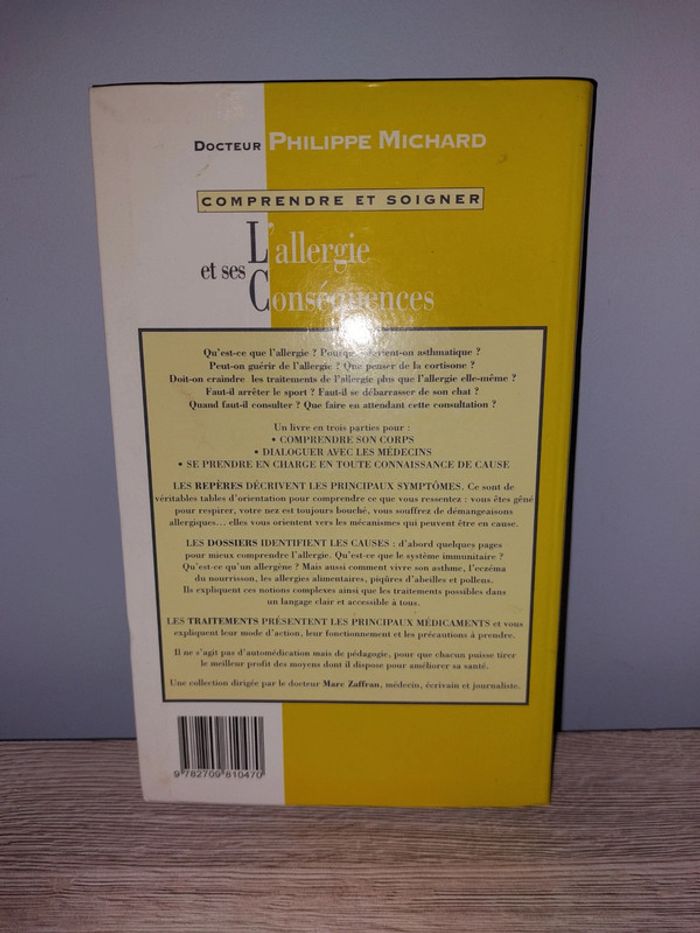 DOCTEUR PHILIPPE MICHARD
COMPRENDRE ET SOIGNER
L'allergie
et ses Conséquences
Qu'est-ce que l'allergie ? Pourquoi devient-on asthmatique ?
Peut-on guérir de l'allergie ? Que penser de la cortisone ?
Doit-on craindre les traitements de l'allergie plus que l'allergie elle-même ?
Faut-il arrêter le sport ? Faut-il se débarrasser de son chat ?
Quand faut-il consulter ? Que faire en attendant cette consultation ?
Un livre en trois parties pour :
• COMPRENDRE SON CORPS
• DIALOGUER AVEC LES MÉDECINS
• SE PRENDRE EN CHARGE EN TOUTE CONNAISSANCE DE CAUSE
LES REPÈRES DÉCRIVENT LES PRINCIPAUX SYMPTÔMES. Ce sont de
véritables tables d'orientation pour comprendre ce que vous ressentez : vous êtes gêné
pour respirer, votre nez est toujours bouché, vous souffrez de démangeaisons
allergiques... elles vous orientent vers les mécanismes qui peuvent être en cause.
LES DOSSIERS IDENTIFIENT LES CAUSES : d'abord quelques pages
pour mieux comprendre l'allergie. Qu'est-ce que le système immunitaire ?
Qu'est-ce qu'un allergène ? Mais aussi comment vivre son asthme, l'eczéma
du nourrisson, les allergies alimentaires, piqûres d'abeilles et pollens.
Ils expliquent ces notions complexes ainsi que les traitements possibles dans
un langage clair et accessible à tous.
LES TRAITEMENTS PRÉSENTENT LES PRINCIPAUX MÉDICAMENTS et vous
expliquent leur mode d'action, leur fonctionnement et les précautions à prendre.
Il ne s'agit pas d'automédication mais de pédagogie, pour que chacun puisse tirer
le meilleur profit des moyens dont il dispose pour améliorer sa santé.
Une collection dirigée par le docteur Marc Zaffran, médecin, écrivain et journaliste.
9 782709 810470